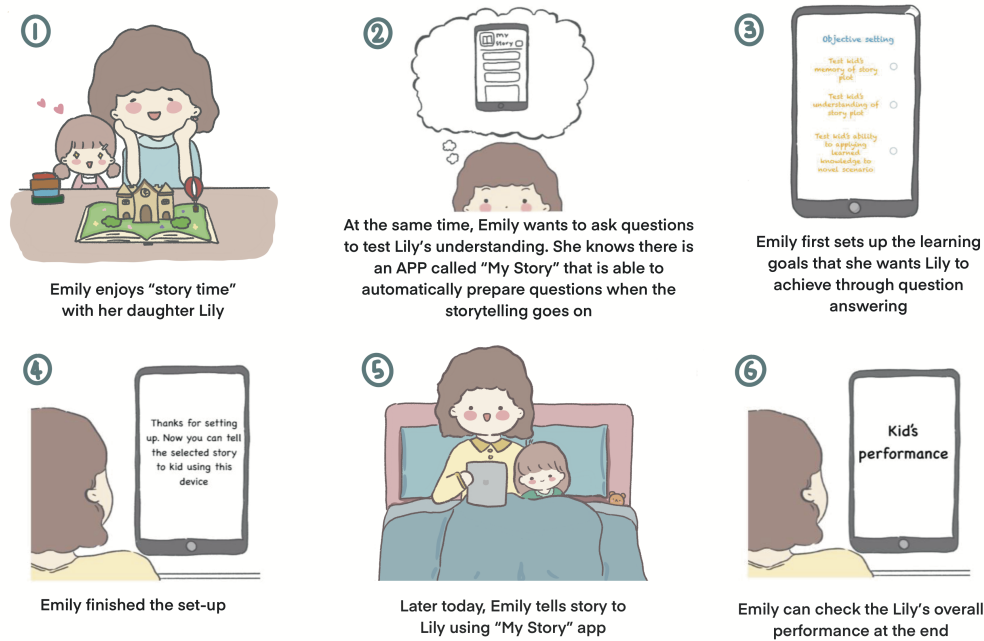 1
Emily enjoys “story time”
with her daughter Lily
2
my
Story
At the same time, Emily wants to ask questions
to test Lily’s understanding. She knows there is
an APP called “My Story” that is able to
automatically prepare questions when the
storytelling goes on
3
Objective setting
Test kid's
memory of story
plot
Test kid's
understanding of
story plot
Test kid's ability
to applying
learned
knowledge to
novel scenario
Emily first sets up the learning
goals that she wants Lily to
achieve through question
answering
4
Thanks for setting
up. Now you can tell
the selected story
to kid using this
device
Emily finished the set-up
5
Later today, Emily tells story to
Lily using “My Story” app
6
Kid's
performance
Emily can check the Lily’s overall
performance at the end